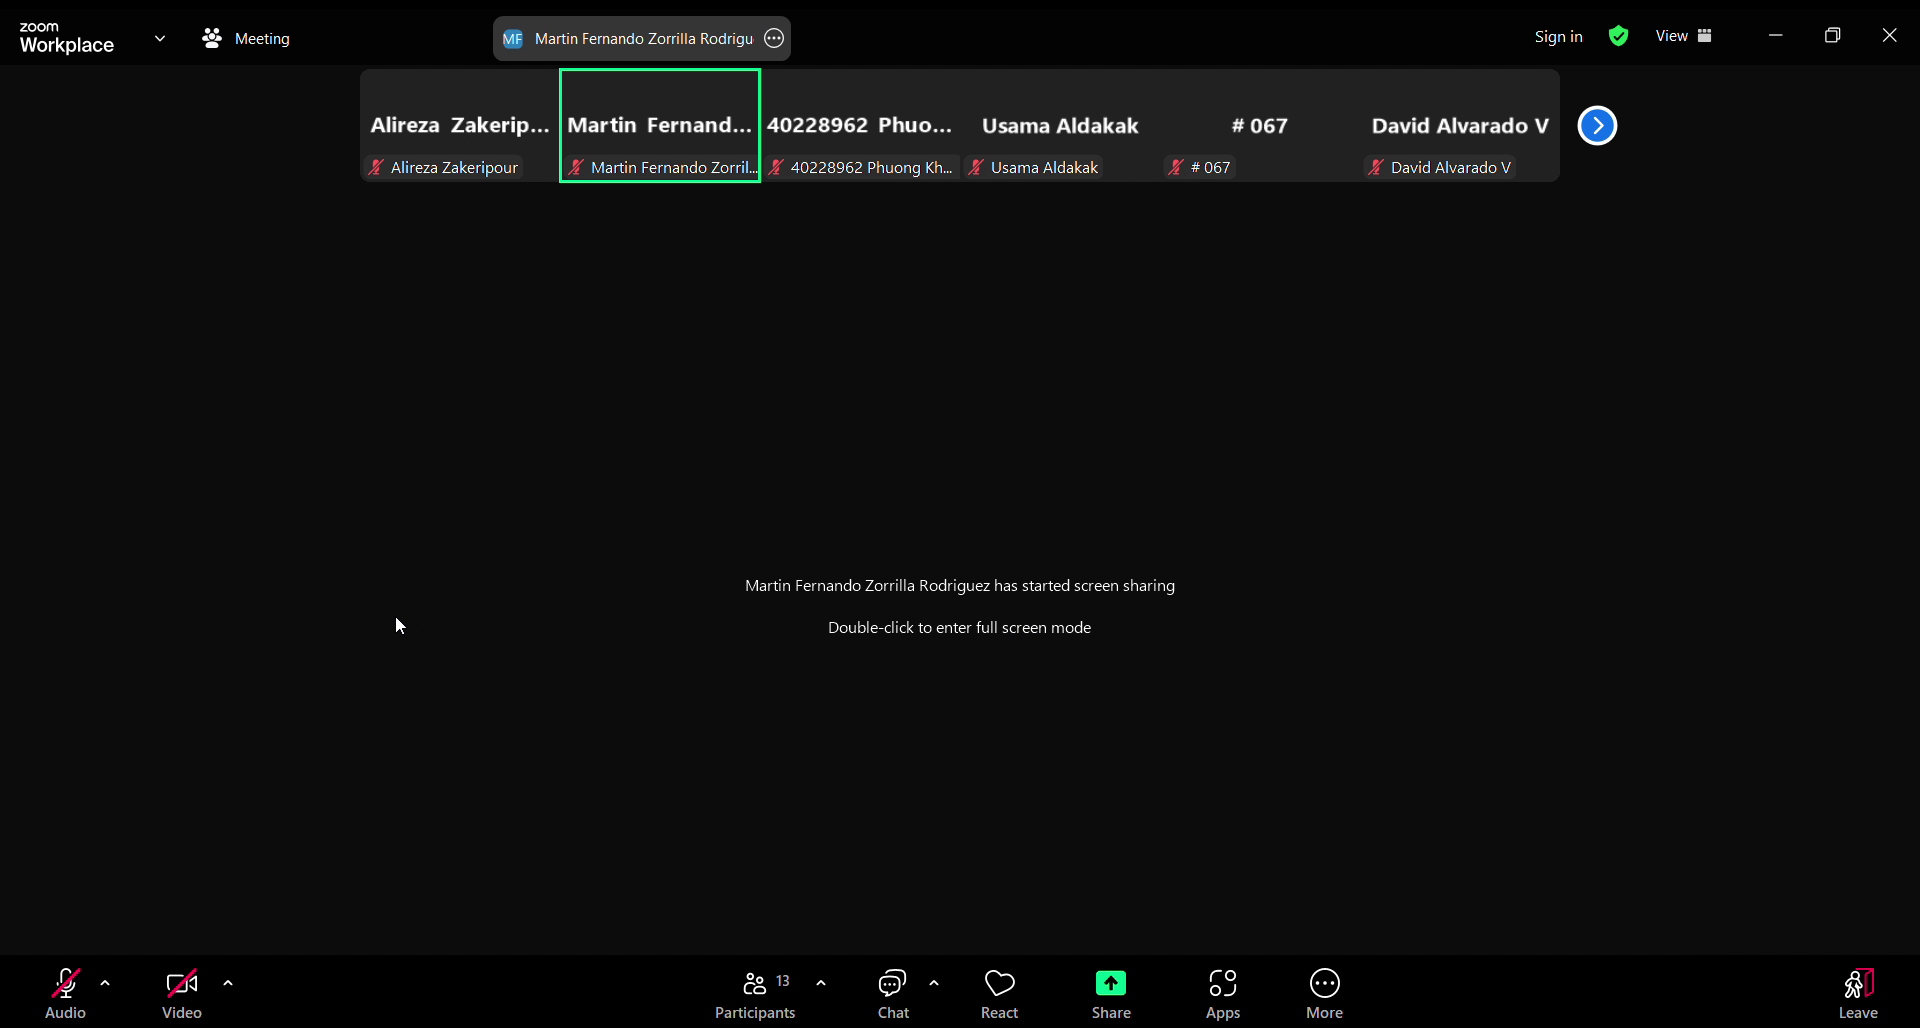 zoom
Workplace
Meeting
MF Martin Fernando Zorrilla Rodrigu
Sign in
View
Alireza Zakerip...
Martin Fernand...
40228962 Phuo...
Usama Aldakak
# 067
David Alvarado V
Alireza Zakeripour
Martin Fernando Zorril...
40228962 Phuong Kh...
Usama Aldakak
# 067
David Alvarado V
Martin Fernando Zorrilla Rodriguez has started screen sharing
Double-click to enter full screen mode
13
Audio
Video
Participants
Chat
React
Share
Apps
More
Leave